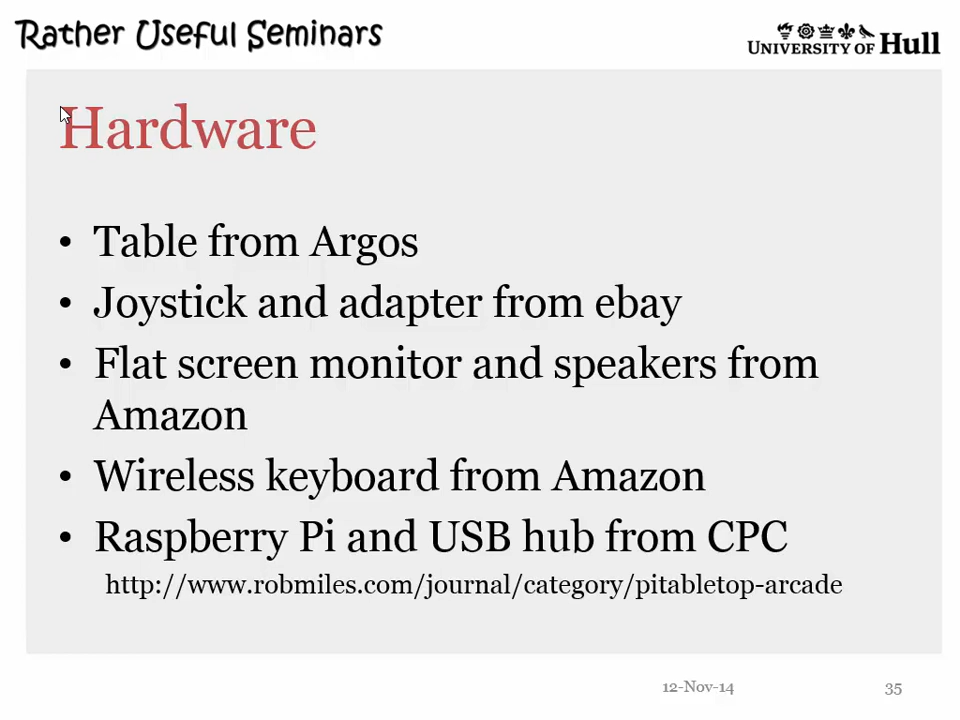 Rather Useful Seminars
UNIVERSITY OF Hull
Hardware
• Table from Argos
• Joystick and adapter from ebay
• Flat screen monitor and speakers from
Amazon
• Wireless keyboard from Amazon
• Raspberry Pi and USB hub from CPC
http://www.robmiles.com/journal/category/pitabletop-arcade
12-Nov-14
35